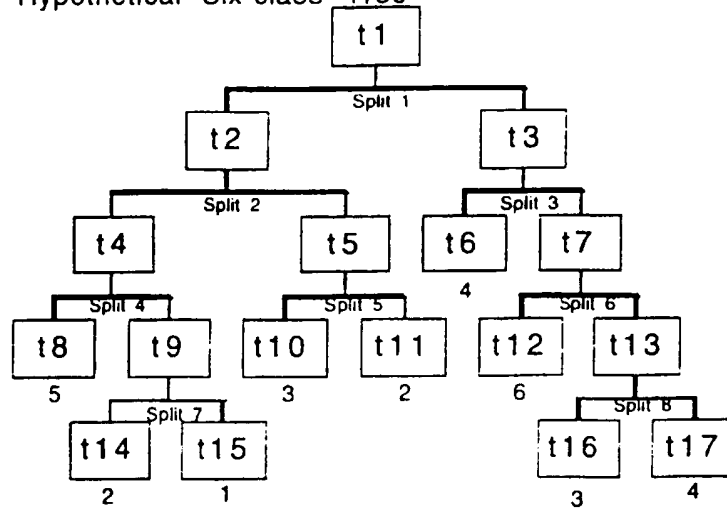 Hypothetical Six-class Tree
t1
Split 1
t2
t3
Split 2
Split 3
t4
t5
t6
t7
4
Split 4
Split 5
Split 6
t8
t9
t10
t11
t12
t13
5
3
2
6
Split 7
Split 8
t14
t15
t16
t17
2
1
3
4